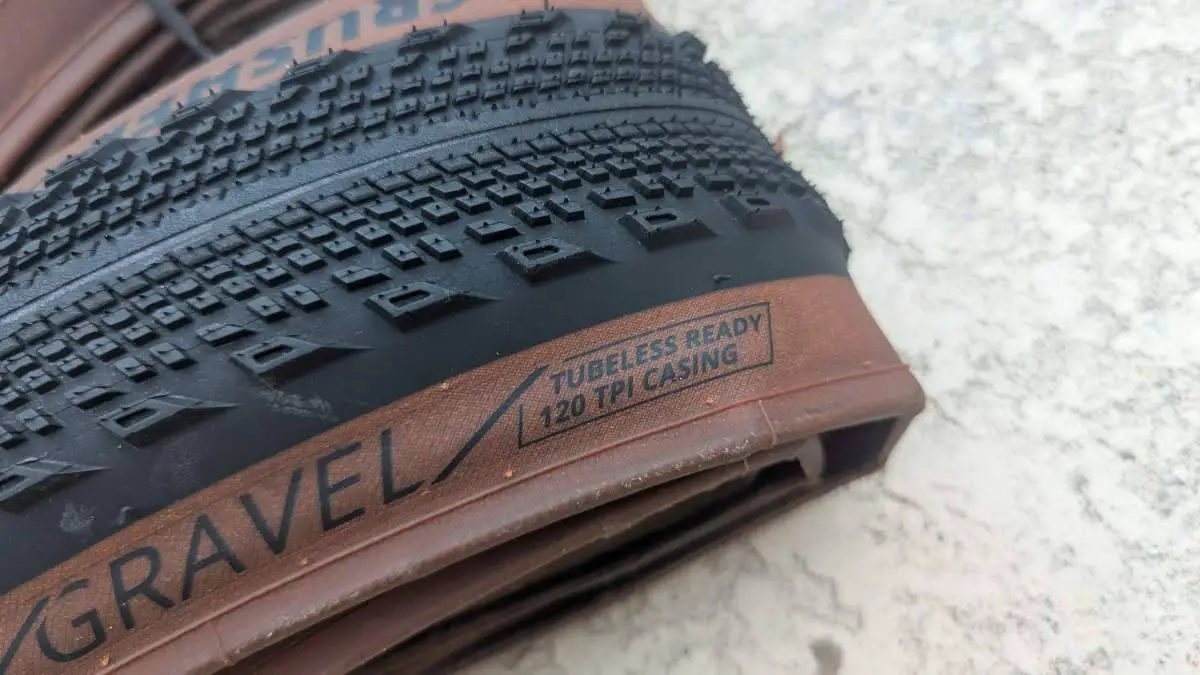 /GRAVEL/
TUBELESS READY
120 TPI CASING